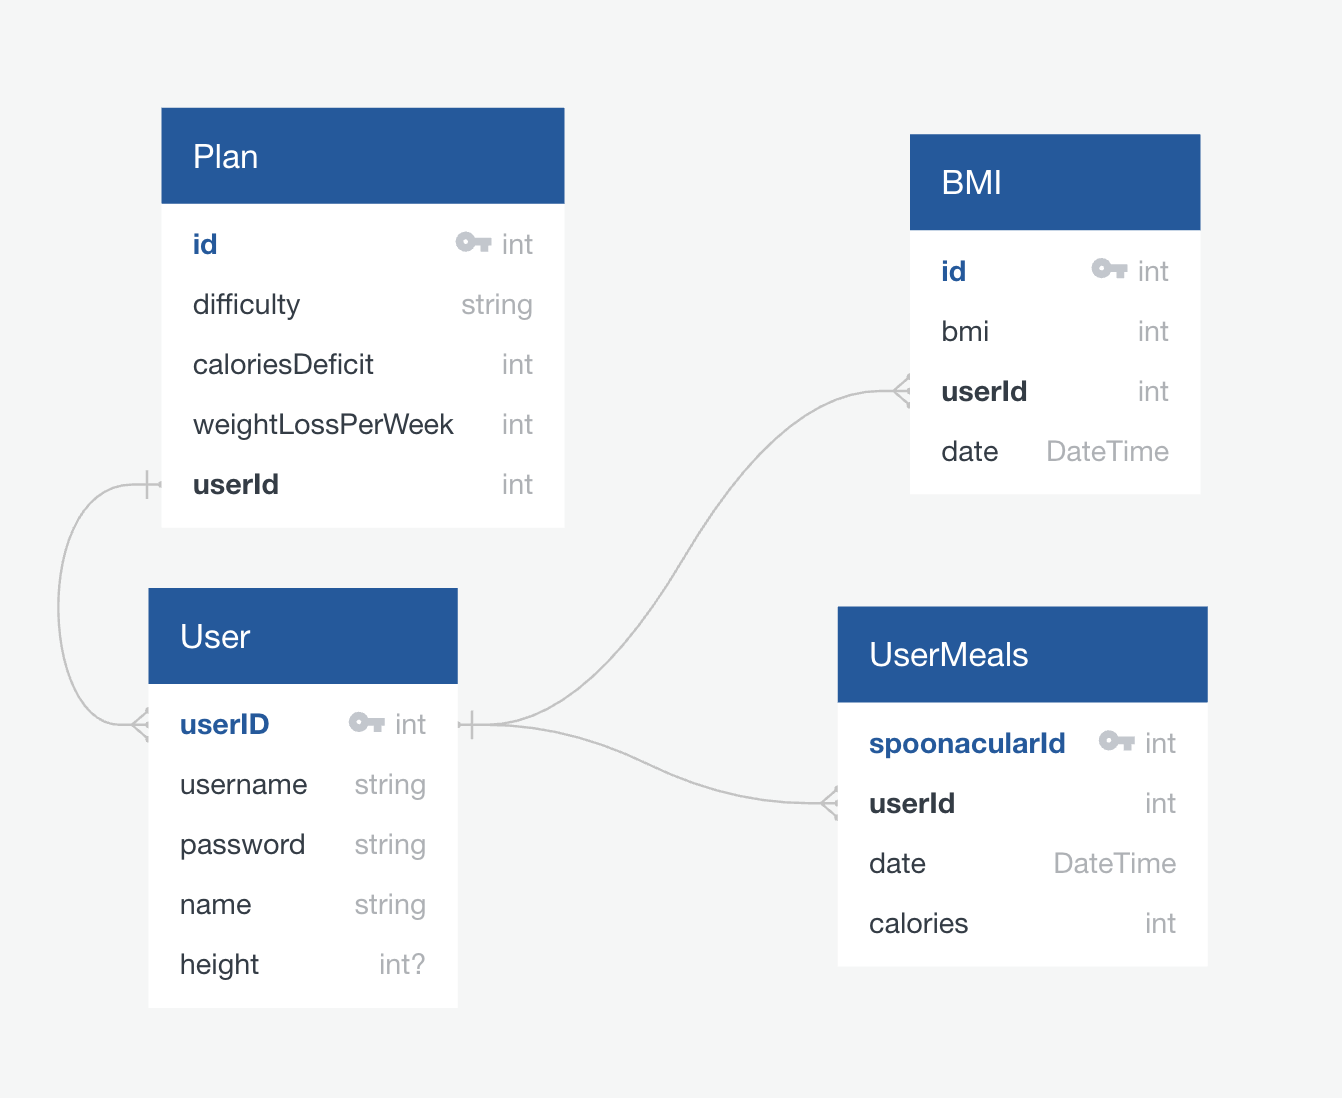 Plan
id int
difficulty string
caloriesDeficit int
weightLossPerWeek int
userId int
BMI
id int
bmi int
userId int
date DateTime
User
userID int
username string
password string
name string
height int?
UserMeals
spoonacularId int
userId int
date DateTime
calories int